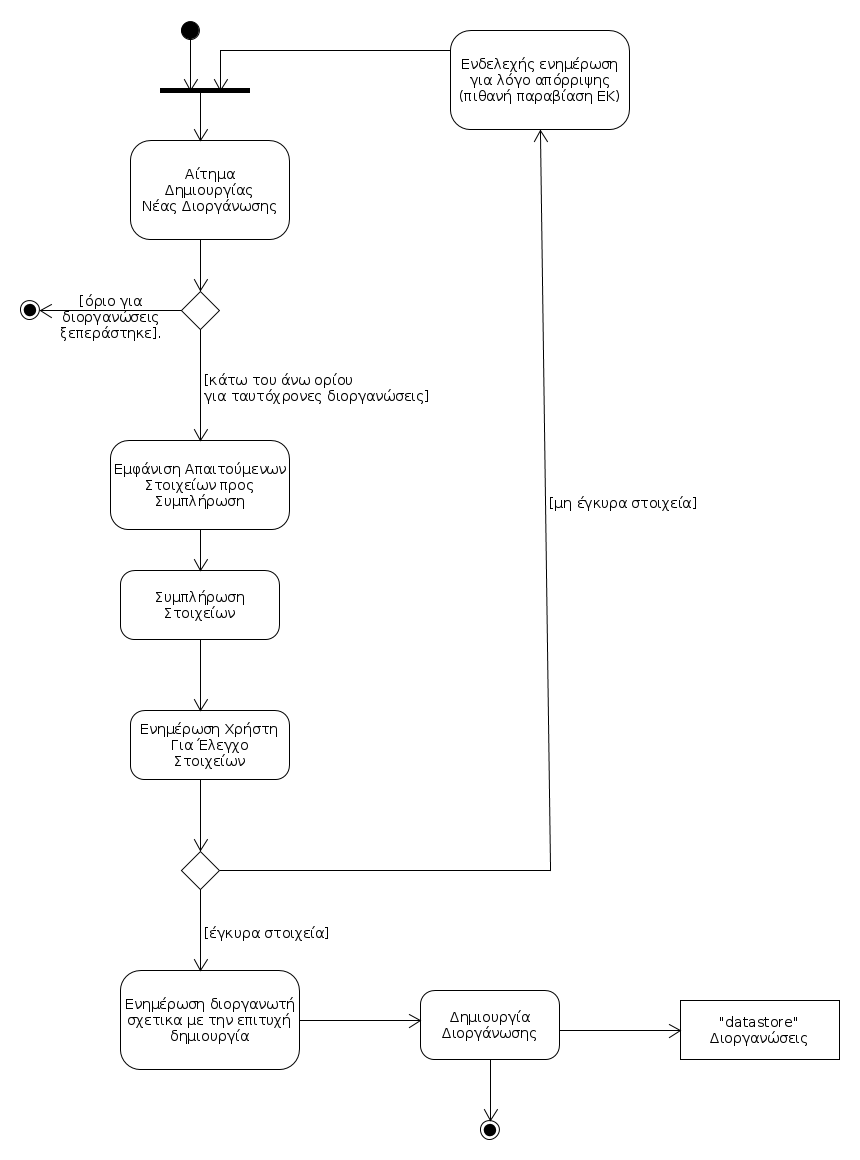 Ενδελεχής ενημέρωση
για λόγο απόρριψης
(πιθανή παραβίαση ΕΚ)
Αίτημα
Δημιουργίας
Νέας Διοργάνωσης
[όριο για
διοργανώσεις
ξεπεράστηκε].
[κάτω του άνω ορίου
για ταυτόχρονες διοργανώσεις]
Εμφάνιση Απαιτούμενων
Στοιχείων προς
Συμπλήρωση
[μη έγκυρα στοιχεία]
Συμπλήρωση
Στοιχείων
Ενημέρωση Χρήστη
Για Έλεγχο
Στοιχείων
[έγκυρα στοιχεία]
Ενημέρωση διοργανωτή
σχετικα με την επιτυχή
δημιουργία
Δημιουργία
Διοργάνωσης
"datastore"
Διοργανώσεις